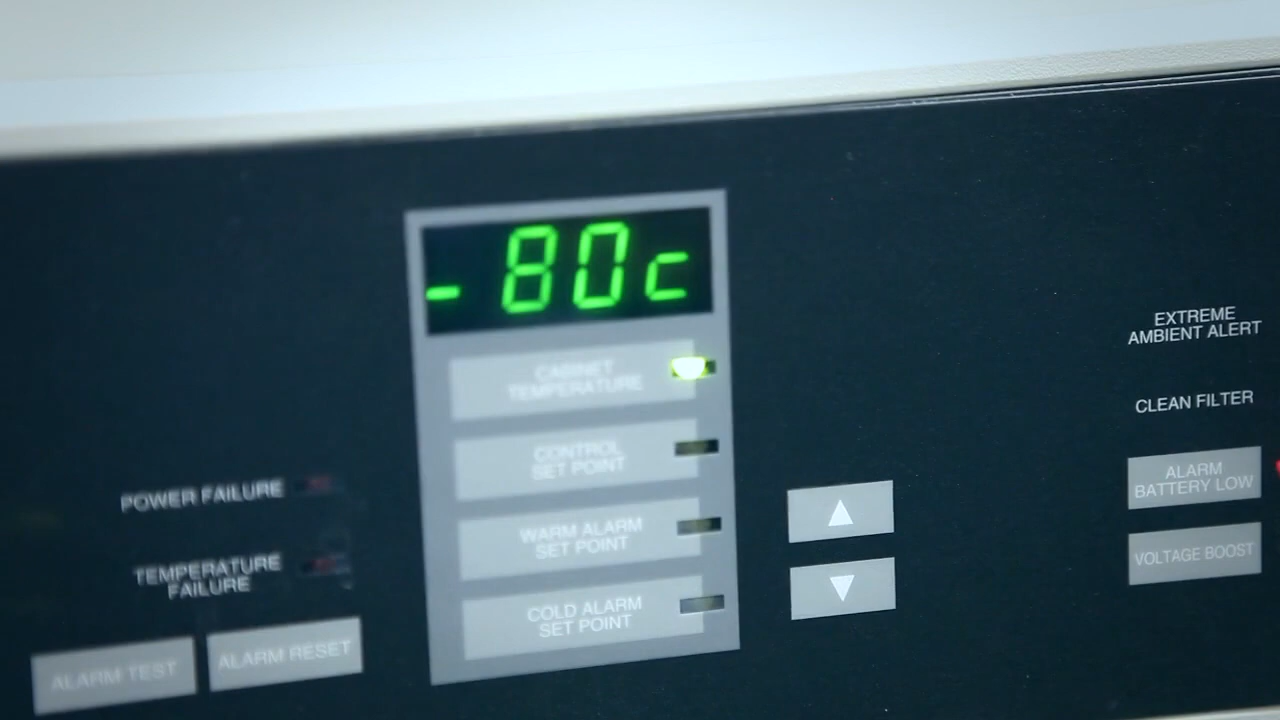 -80c
CABINET
TEMPERATURE
CONTROL
SET POINT
WARM ALARM
SET POINT
COLD ALARM
SET POINT
POWER FAILURE
TEMPERATURE
FAILURE
ALARM TEST
ALARM RESET
EXTREME
AMBIENT ALERT
CLEAN FILTER
ALARM
BATTERY LOW
VOLTAGE BOOST